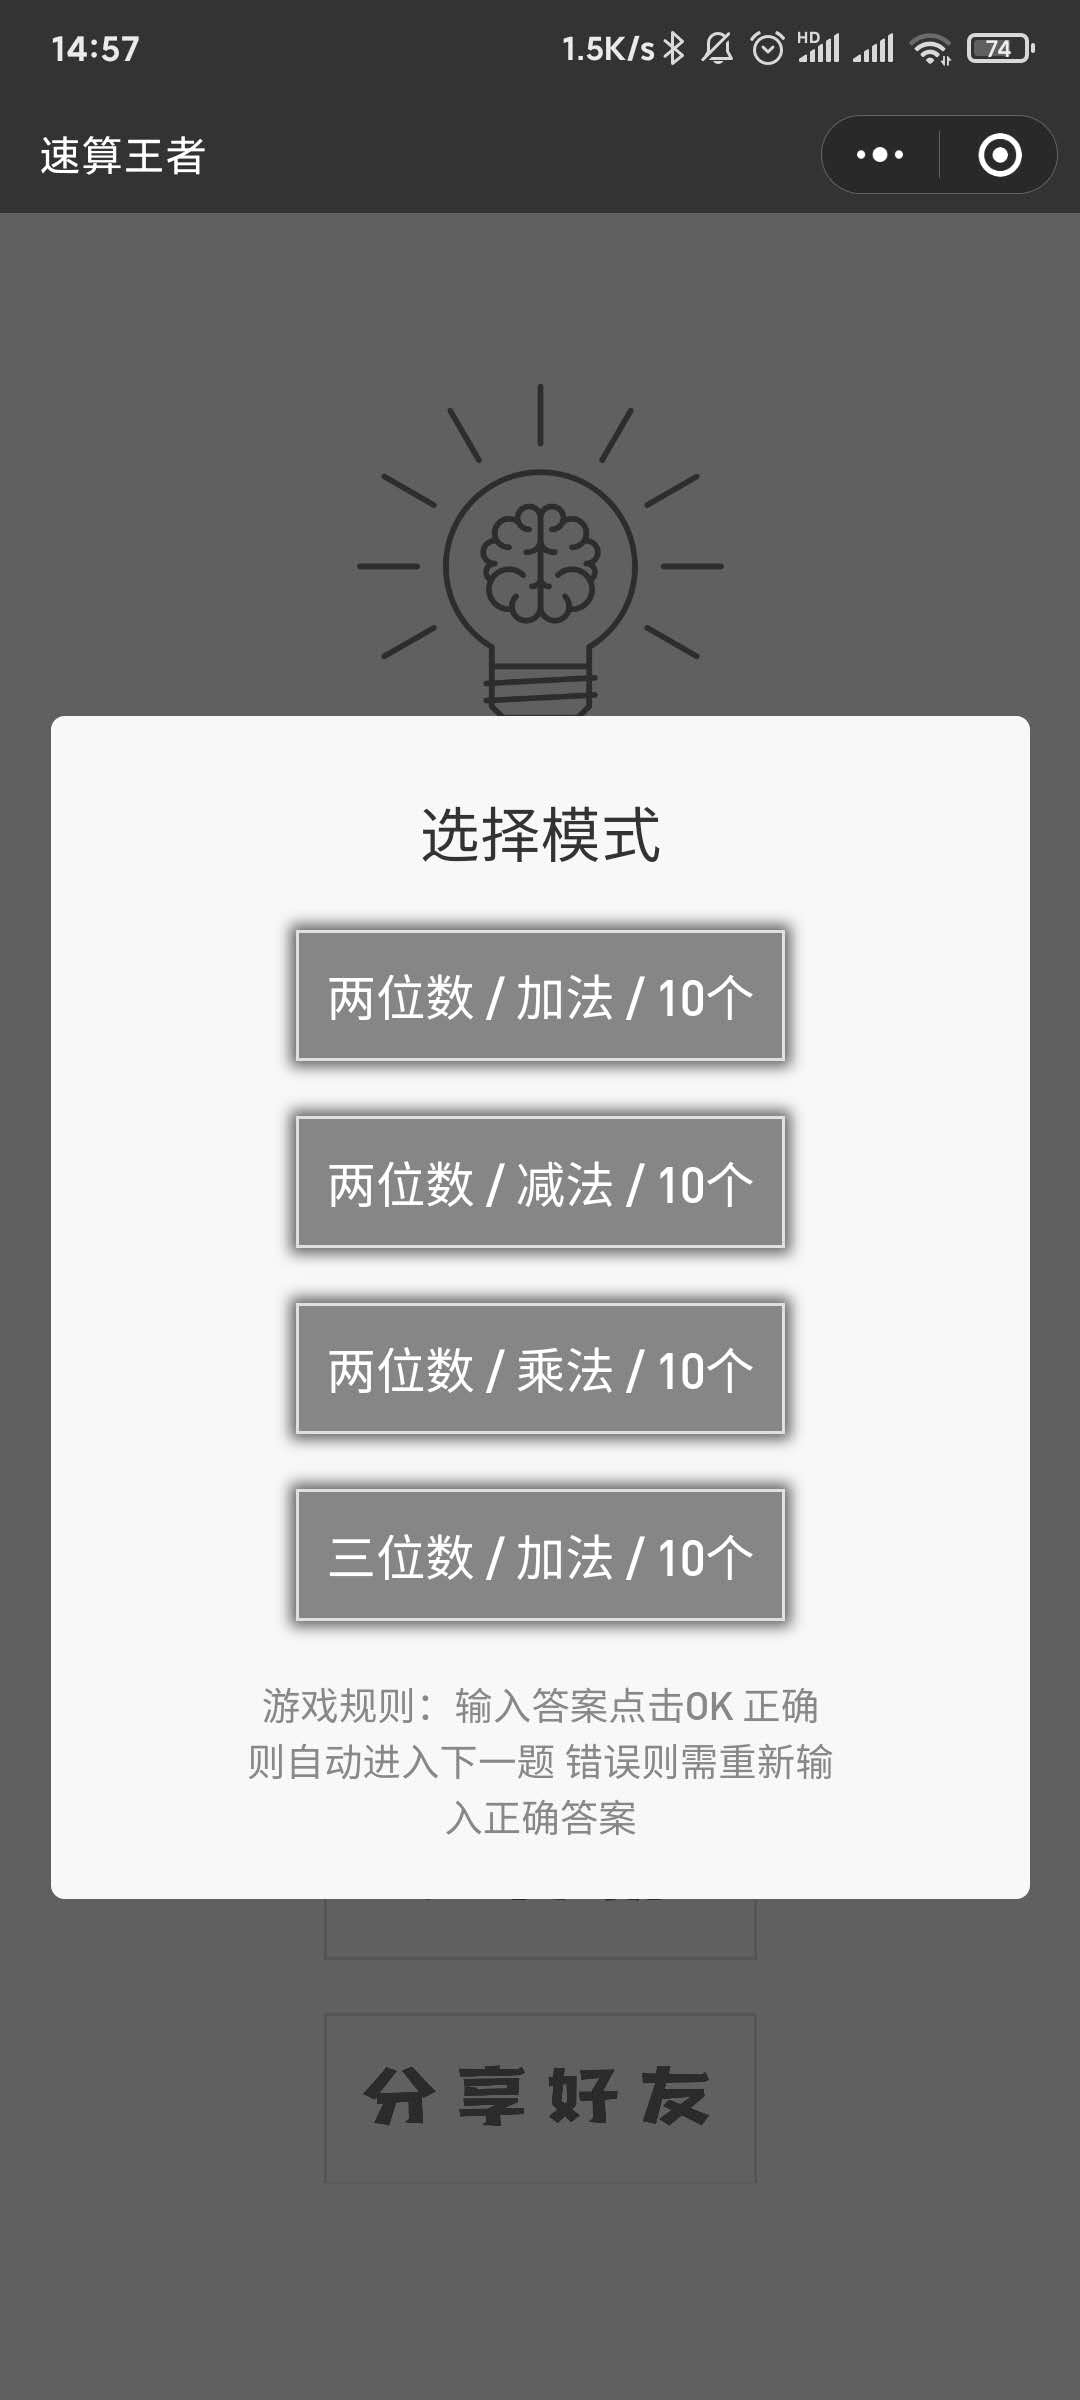 14:57
1.5K/s
HD
74
速算王者
选择模式
两位数 / 加法 / 10个
两位数 / 减法 / 10个
两位数 / 乘法 / 10个
三位数 / 加法 / 10个
游戏规则：输入答案点击OK 正确
则自动进入下一题 错误则需重新输
入正确答案
分享好友